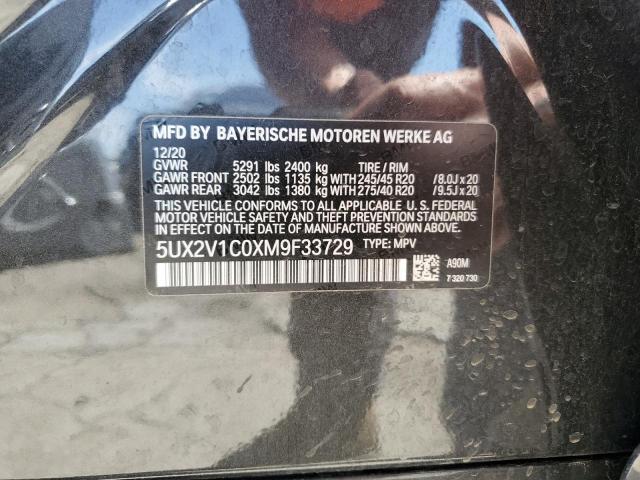 MFD BY BAYERISCHE MOTOREN WERKE AG
12/20
GVWR 5291 lbs 2400 kg TIRE / RIM
GAWR FRONT 2502 lbs 1135 kg WITH 245/45 R20 /8.0J x 20
GAWR REAR 3042 lbs 1380 kg WITH 275/40 R20 /9.5J x 20
THIS VEHICLE CONFORMS TO ALL APPLICABLE U. S. FEDERAL
MOTOR VEHICLE SAFETY AND THEFT PREVENTION STANDARDS IN
EFFECT ON THE DATE OF MANUFACTURE SHOWN ABOVE.
5UX2V1C0XM9F33729 TYPE: MPV
A90M
7 320 730